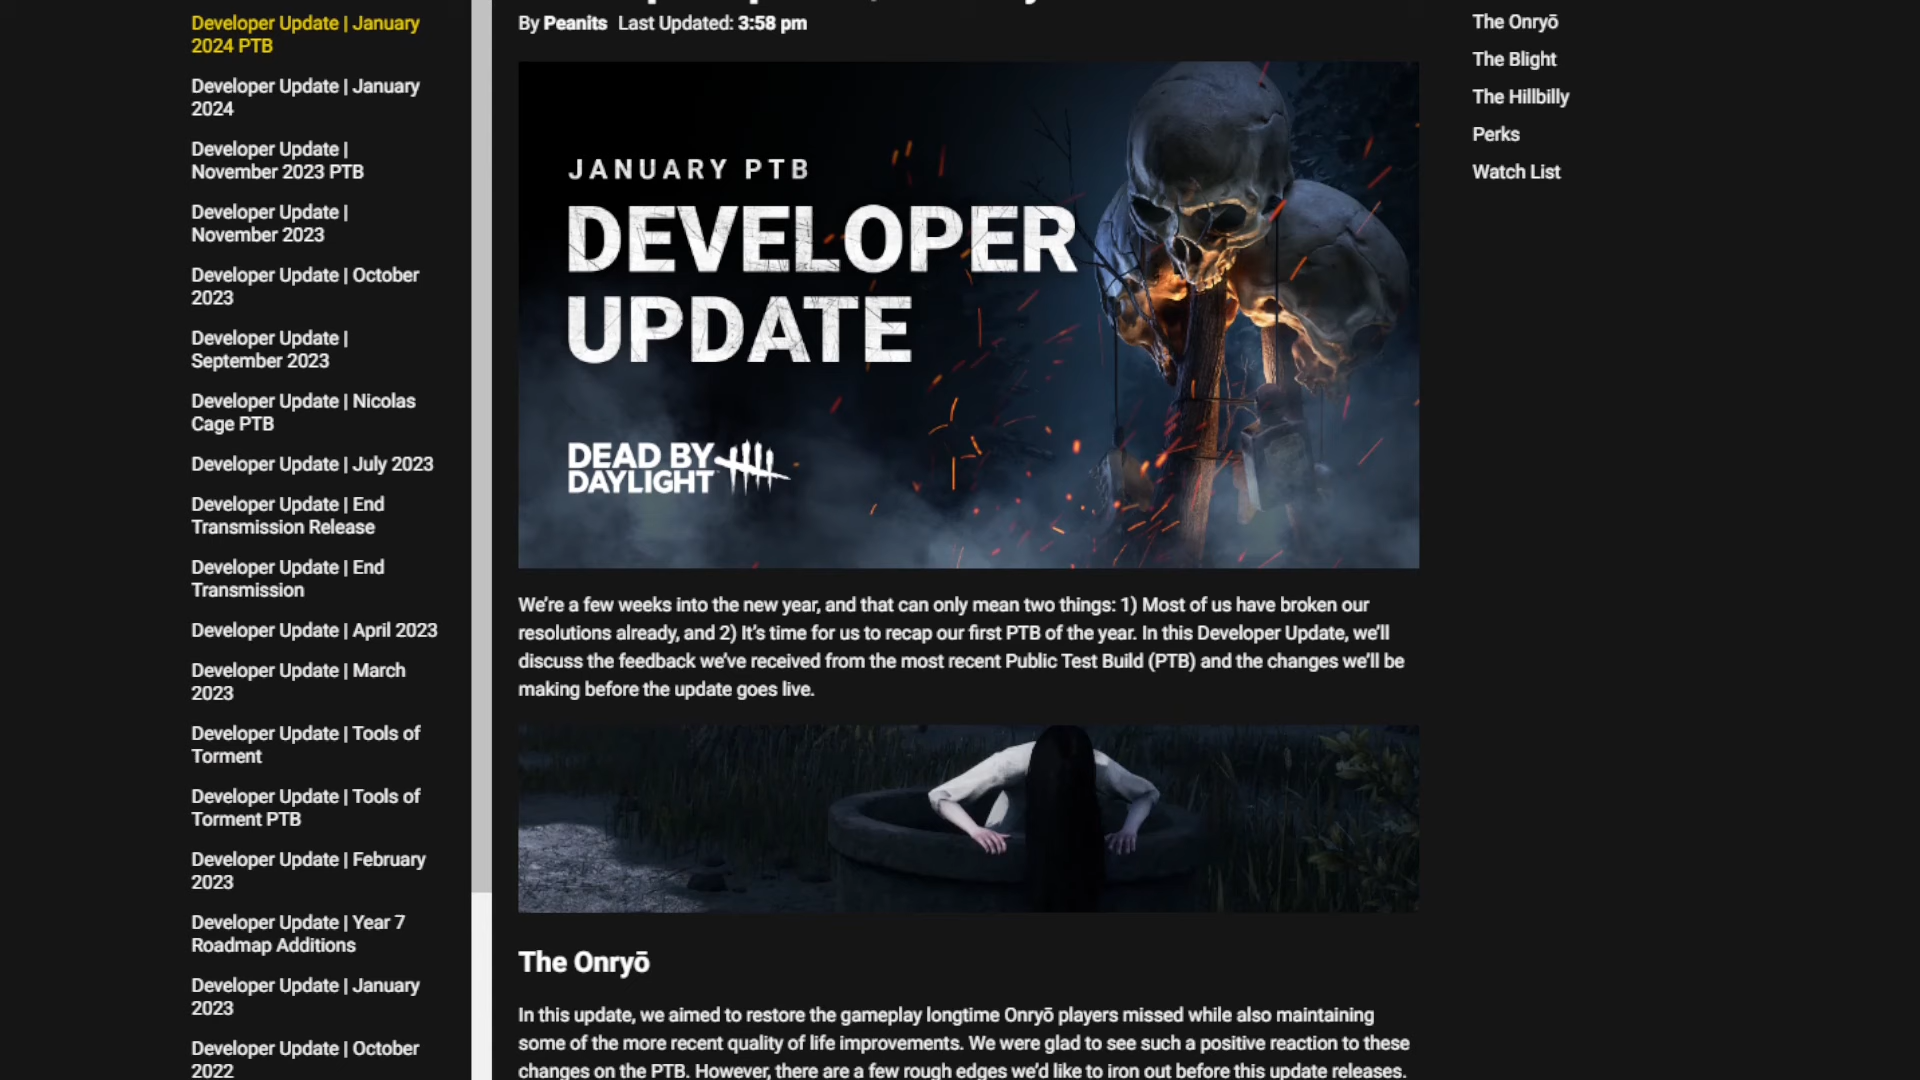 Developer Update | January
2024 PTB
Developer Update | January
2024
Developer Update |
November 2023 PTB
Developer Update |
November 2023
Developer Update | October
2023
Developer Update |
September 2023
Developer Update | Nicolas
Cage PTB
Developer Update | July 2023
Developer Update | End
Transmission Release
Developer Update | End
Transmission
Developer Update | April 2023
Developer Update | March
2023
Developer Update | Tools of
Torment
Developer Update | Tools of
Torment PTB
Developer Update | February
2023
Developer Update | Year 7
Roadmap Additions
Developer Update | January
2023
Developer Update | October
2022
By Peanits Last Updated: 3:58 pm
JANUARY PTB
DEVELOPER
UPDATE
DEAD BY
DAYLIGHT
We're a few weeks into the new year, and that can only mean two things: 1) Most of us have broken our
resolutions already, and 2) It's time for us to recap our first PTB of the year. In this Developer Update, we'll
discuss the feedback we've received from the most recent Public Test Build (PTB) and the changes we'll be
making before the update goes live.
The Onryō
In this update, we aimed to restore the gameplay longtime Onryō players missed while also maintaining
some of the more recent quality of life improvements. We were glad to see such a positive reaction to these
changes on the PTB. However, there are a few rough edges we'd like to iron out before this update releases.
The Onryō
The Blight
The Hillbilly
Perks
Watch List